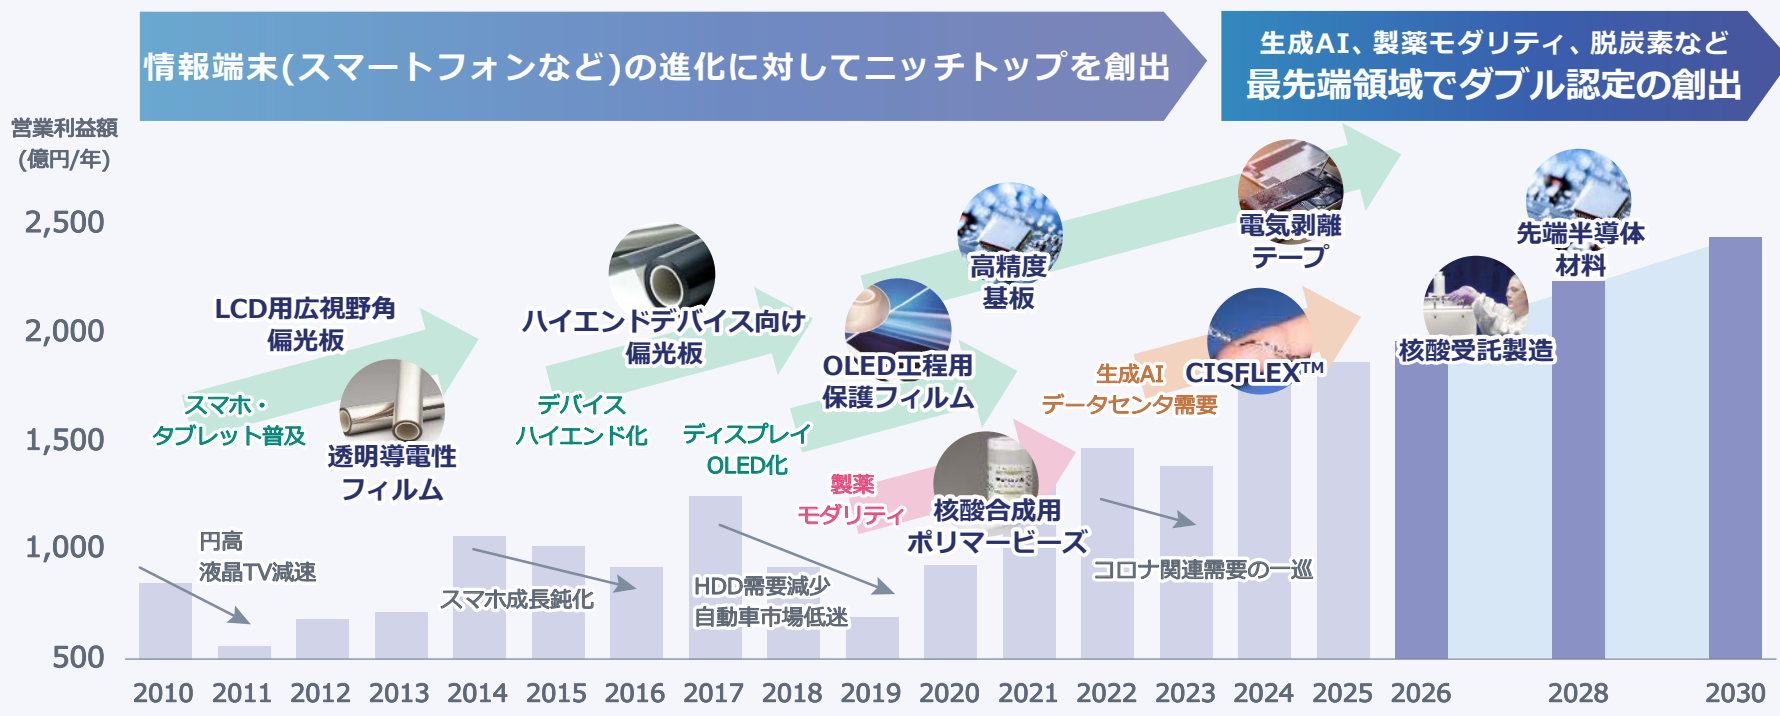 情報端末(スマートフォンなど)の進化に対してニッチトップを創出
生成AI、製薬モダリティ、脱炭素など
最先端領域でダブル認定の創出
営業利益額
(億円/年)
2,500
2,000
1,500
1,000
500
LCD用広視野角
偏光板
スマホ・
タブレット普及
透明導電性
フィルム
円高
液晶TV減速
スマホ成長鈍化
ハイエンドデバイス向け
偏光板
デバイス
ハイエンド化
ディスプレイ
OLED化
HDD需要減少
自動車市場低迷
高精度
基板
OLED工程用
保護フィルム
製薬
モダリティ
核酸合成用
ポリマービーズ
電気剥離
テープ
生成AI
データセンタ需要
CISFLEX™
コロナ関連需要の一巡
先端半導体
材料
核酸受託製造
2010 2011 2012 2013 2014 2015 2016 2017 2018 2019 2020 2021 2022 2023 2024 2025 2026 2028 2030